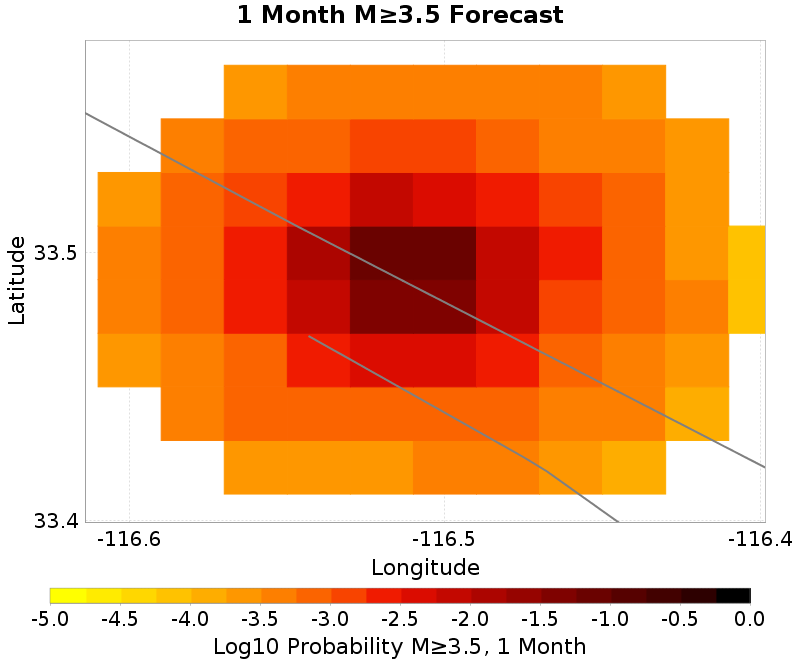 1 Month M≥3.5 Forecast
Latitude
33.5
33.4
-116.6 -116.5 -116.4
Longitude
-5.0 -4.5 -4.0 -3.5 -3.0 -2.5 -2.0 -1.5 -1.0 -0.5 0.0
Log10 Probability M≥3.5, 1 Month